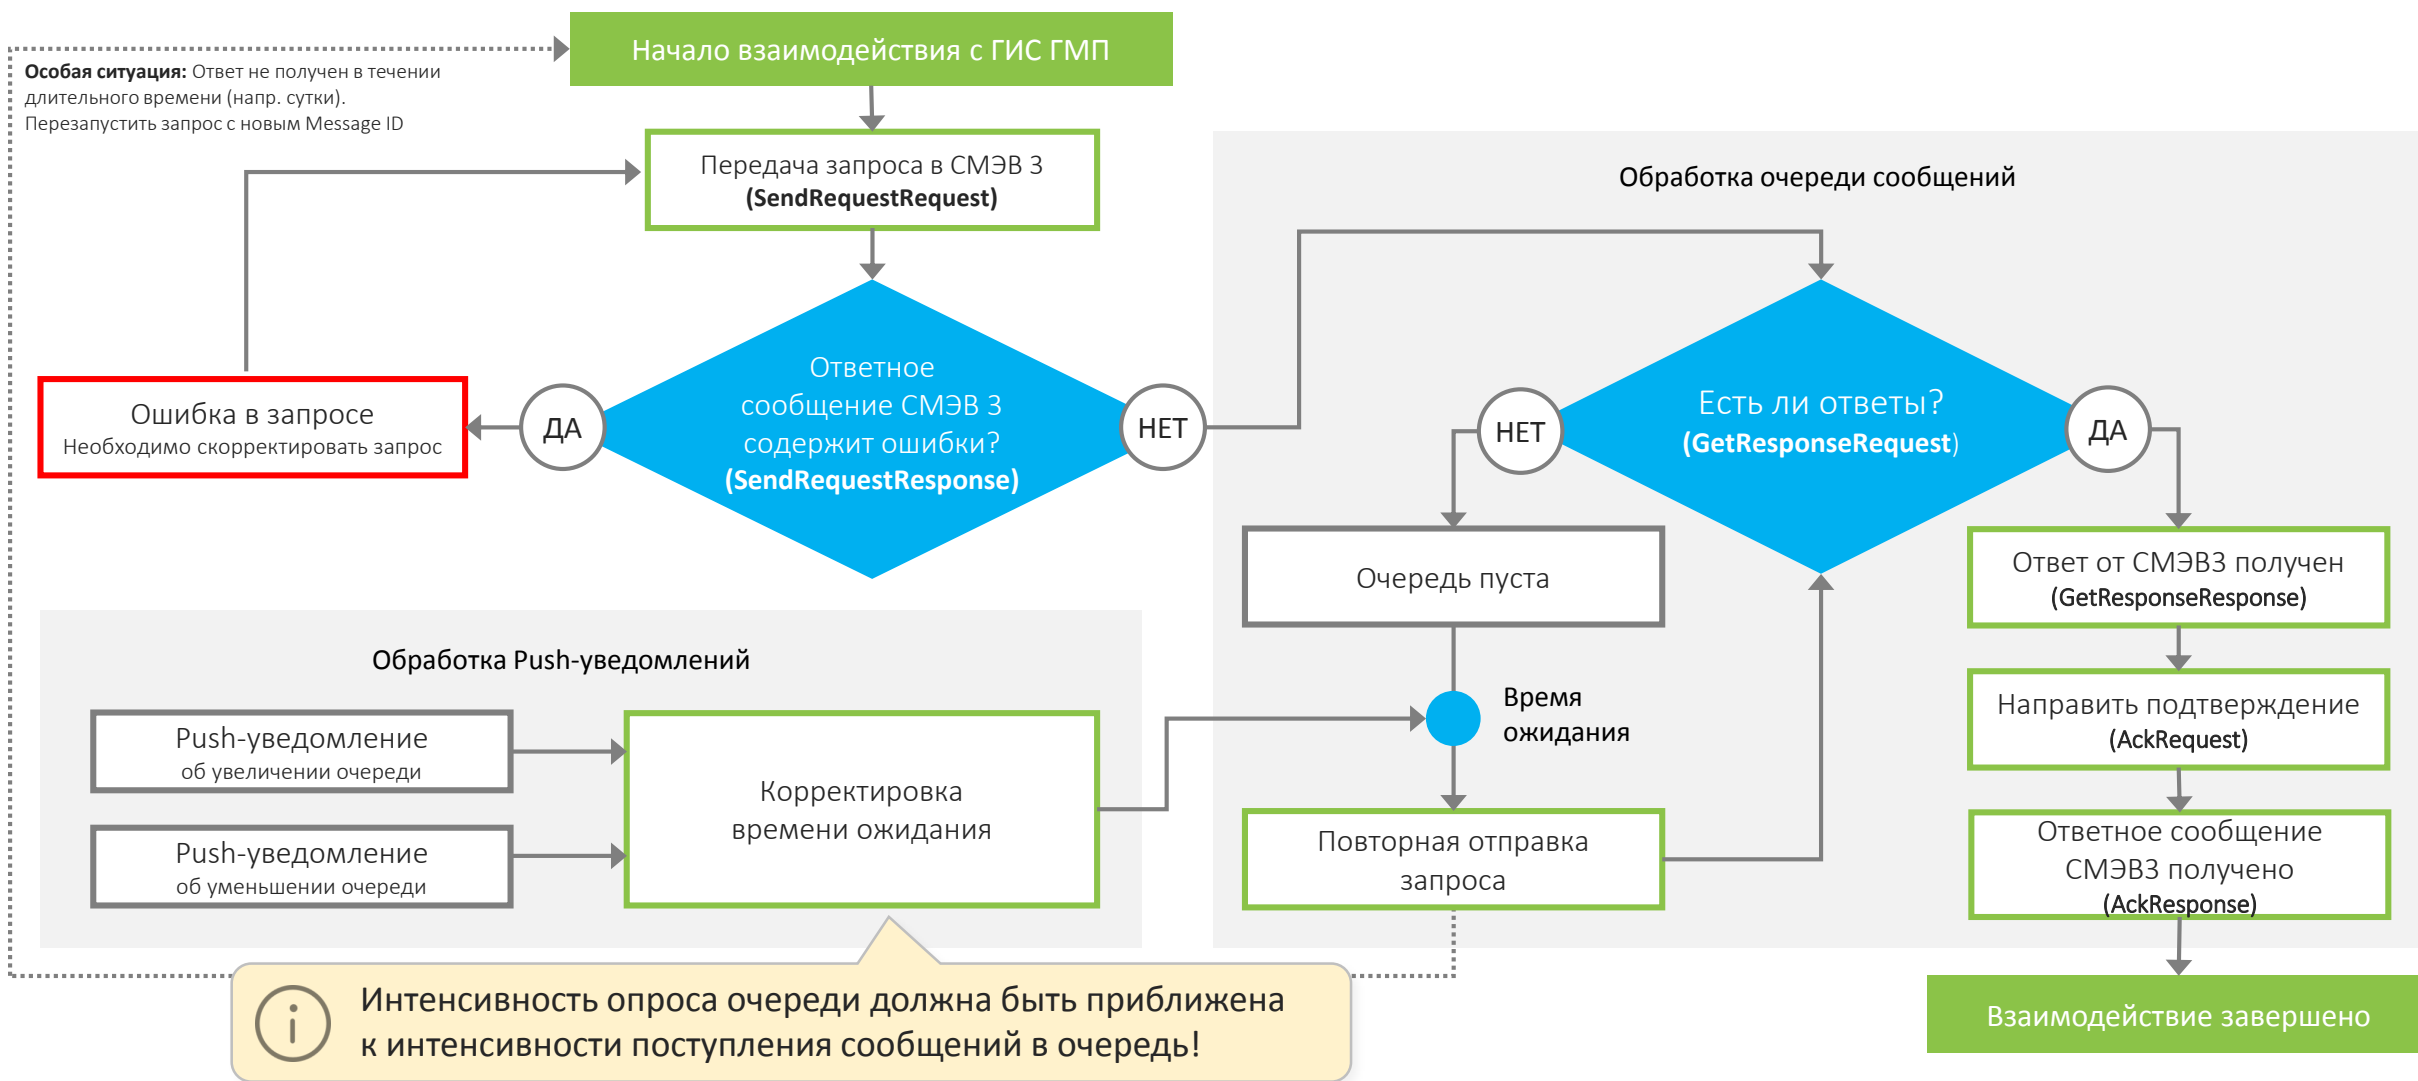 Начало взаимодействия с ГИС ГМП
Особая ситуация: Ответ не получен в течении
длительного времени (напр. сутки).
Перезапустить запрос с новым Message ID
Передача запроса в СМЭВ 3
(SendRequestRequest)
Ответное
сообщение СМЭВ 3
содержит ошибки?
(SendRequestResponse)
ДА
НЕТ
Ошибка в запросе
Необходимо скорректировать запрос
Обработка очереди сообщений
Есть ли ответы?
(GetResponseRequest)
НЕТ
ДА
Очередь пуста
Время
ожидания
Повторная отправка
запроса
Ответ от СМЭВ3 получен
(GetResponseResponse)
Направить подтверждение
(AckRequest)
Ответное сообщение
СМЭВ3 получено
(AckResponse)
Взаимодействие завершено
Обработка Push-уведомлений
Push-уведомление
об увеличении очереди
Push-уведомление
об уменьшении очереди
Корректировка
времени ожидания
i
Интенсивность опроса очереди должна быть приближена
к интенсивности поступления сообщений в очередь!